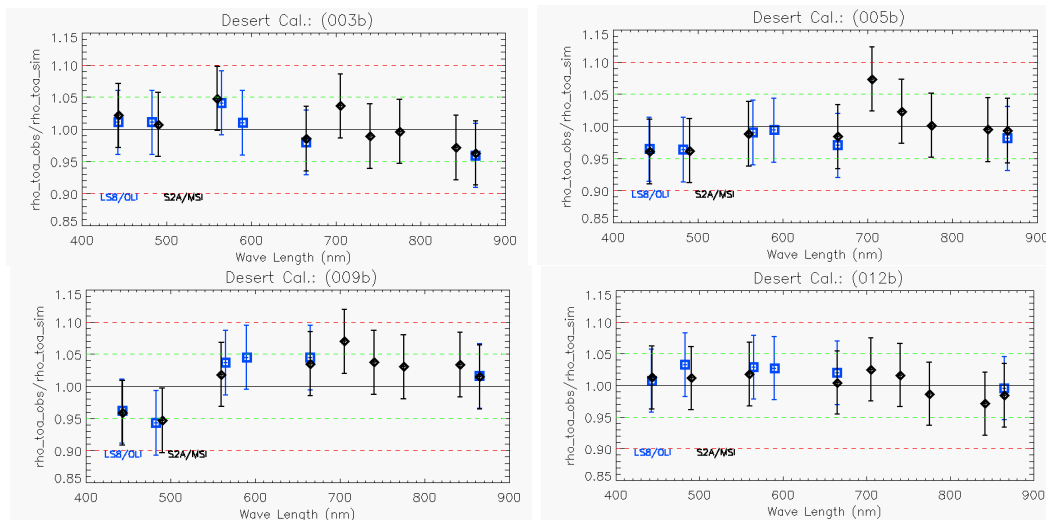 Desert Cal.: (003b)
rho_toa_obs/rho_toa_sim
1.15
1.10
1.05
1.00
0.95
0.90
0.85
LS8/OLI S2A/MSI
400 500 600 700 800 900
Wave Length (nm)
Desert Cal.: (005b)
rho_toa_obs/rho_toa_sim
1.15
1.10
1.05
1.00
0.95
0.90
0.85
LS8/OLI S2A/MSI
400 500 600 700 800 900
Wave Length (nm)
Desert Cal.: (009b)
rho_toa_obs/rho_toa_sim
1.15
1.10
1.05
1.00
0.95
0.90
0.85
LS8/OLI S2A/MSI
400 500 600 700 800 900
Wave Length (nm)
Desert Cal.: (012b)
rho_toa_obs/rho_toa_sim
1.15
1.10
1.05
1.00
0.95
0.90
0.85
LS8/OLI S2A/MSI
400 500 600 700 800 900
Wave Length (nm)